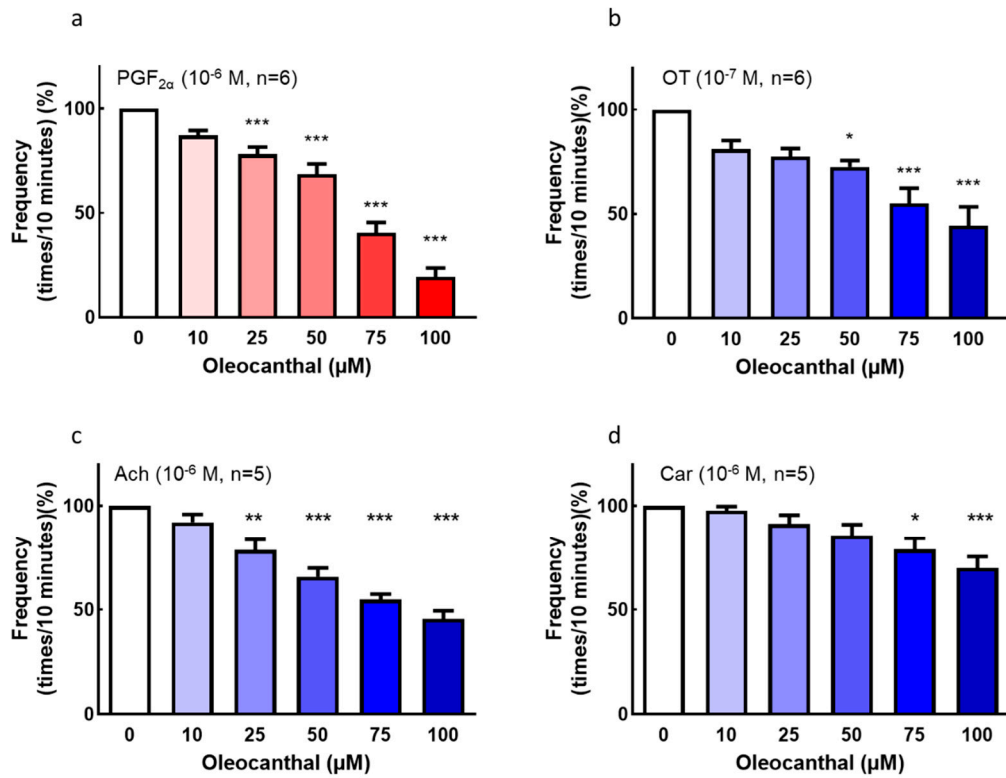 a
PGF2α (10-6 M, n=6)
Frequency
(times/10 minutes) (%)
100
50
0
***
***
***
***
0 10 25 50 75 100
Oleocanthal (µM)
b
OT (10-7 M, n=6)
Frequency
(times/10 minutes)(%)
100
50
0
*
***
***
0 10 25 50 75 100
Oleocanthal (µM)
c
Ach (10-6 M, n=5)
Frequency
(times/10 minutes)(%)
100
50
0
** *** *** ***
0 10 25 50 75 100
Oleocanthal (µM)
d
Car (10-6 M, n=5)
Frequency
(times/10 minutes)(%)
100
50
0
* ***
0 10 25 50 75 100
Oleocanthal (µM)